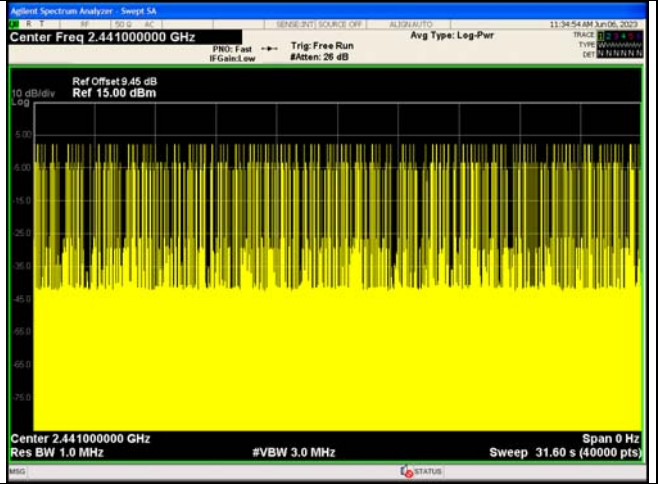 Agilent Spectrum Analyzer - Swept SA
R T RF 50 Ω AC SENSE:INT SOURCE OFF ALIGN AUTO 11:34:54 AM Jun 06, 2023
Center Freq 2.441000000 GHz Avg Type: Log-Pwr TRACE 1 2 3 4 5 6
PNO: Fast Trig: Free Run TYPE
IFGain:Low #Atten: 26 dB DET N N N N N N
Ref Offset 9.45 dB
10 dB/div Ref 15.00 dBm
Log
5.00
-5.00
-15.0
-25.0
-35.0
-45.0
-55.0
-65.0
-75.0
Center 2.441000000 GHz Span 0 Hz
Res BW 1.0 MHz #VBW 3.0 MHz Sweep 31.60 s (40000 pts)
MSG STATUS